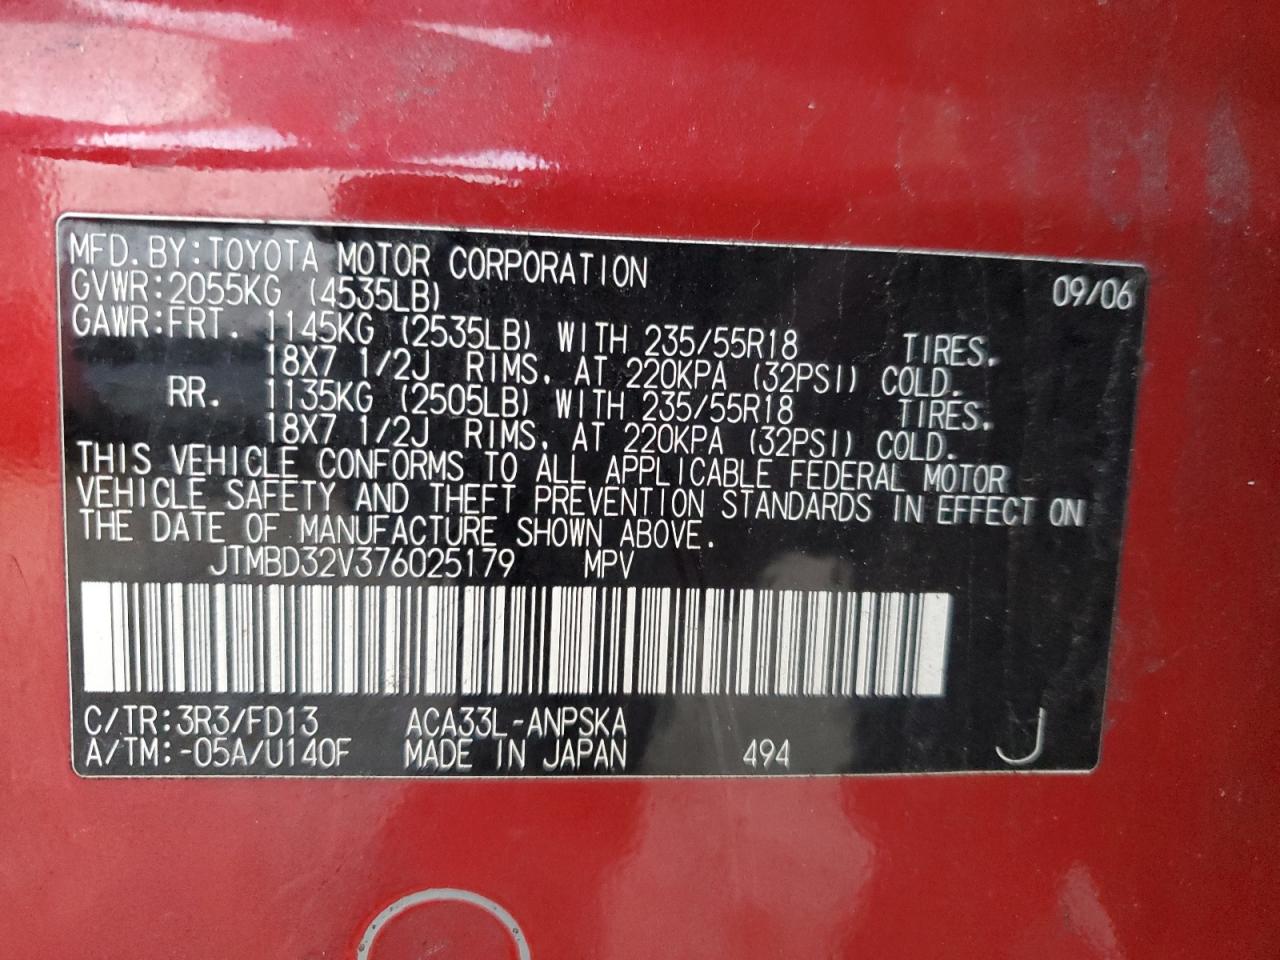 MFD. BY: TOYOTA MOTOR CORPORATION 09/06
GVWR: 2055KG (4535LB)
GAWR: FRT. 1145KG (2535LB) WITH 235/55R18 TIRES.
18X7 1/2J RIMS, AT 220KPA (32PSI) COLD.
RR. 1135KG (2505LB) WITH 235/55R18 TIRES.
18X7 1/2J RIMS, AT 220KPA (32PSI) COLD.
THIS VEHICLE CONFORMS TO ALL APPLICABLE FEDERAL MOTOR
VEHICLE SAFETY AND THEFT PREVENTION STANDARDS IN EFFECT ON
THE DATE OF MANUFACTURE SHOWN ABOVE.
JTMBD32V376025179 MPV
C/TR: 3R3/FD13 ACA33L-ANPSKA
A/TM: -05A/U140F MADE IN JAPAN 494 J